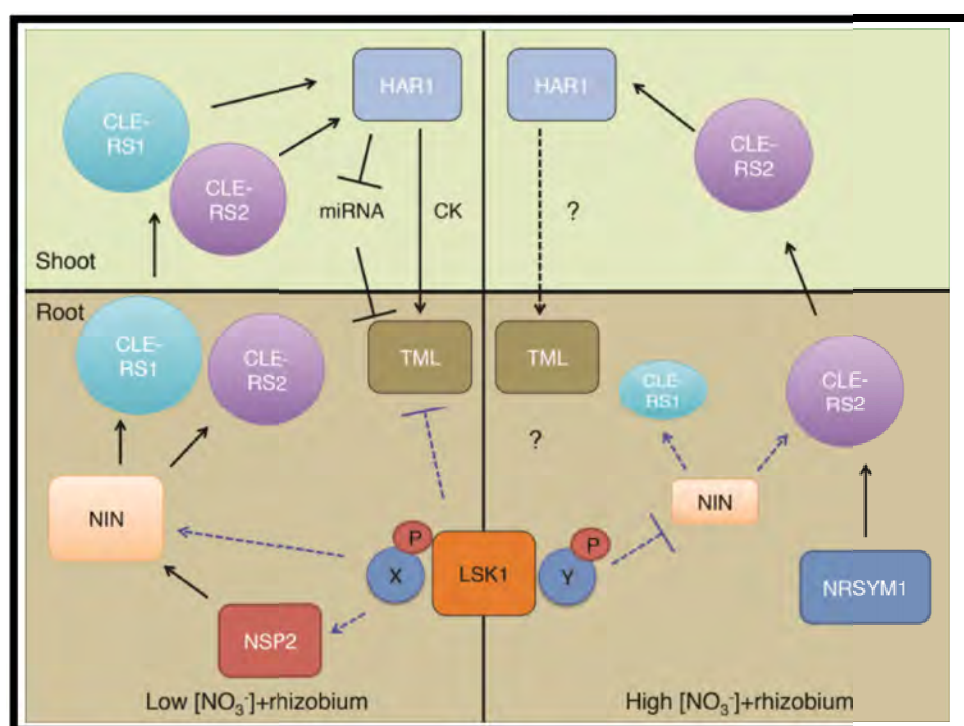 CLE-
RS1
CLE-
RS2
HAR1
miRNA
CK
Shoot
HAR1
?
CLE-
RS2
Root
CLE-
RS1
CLE-
RS2
TML
TML
?
CLE-
RS1
CLE-
RS2
NIN
NIN
P
X
LSK1
P
Y
NSP2
NRSYM1
Low [NO₃⁻]+rhizobium
High [NO₃⁻]+rhizobium